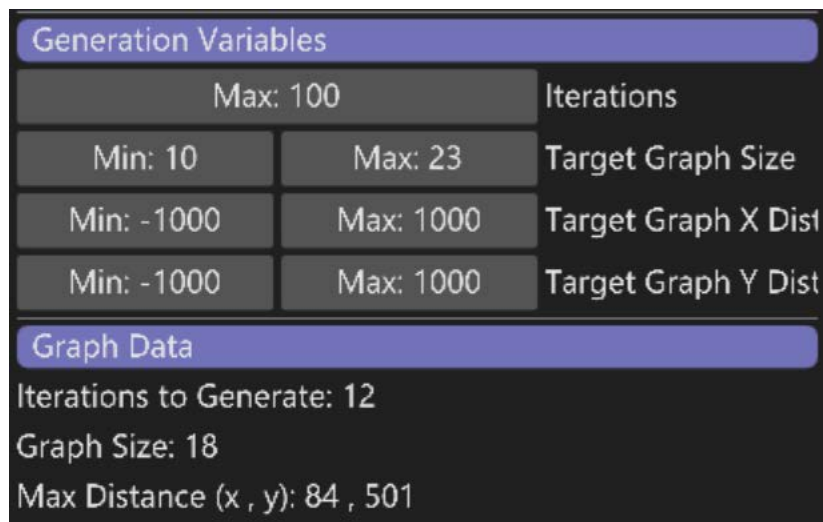 Generation Variables
Max: 100 Iterations
Min: 10 Max: 23 Target Graph Size
Min: -1000 Max: 1000 Target Graph X Dist
Min: -1000 Max: 1000 Target Graph Y Dist
Graph Data
Iterations to Generate: 12
Graph Size: 18
Max Distance (x , y): 84 , 501